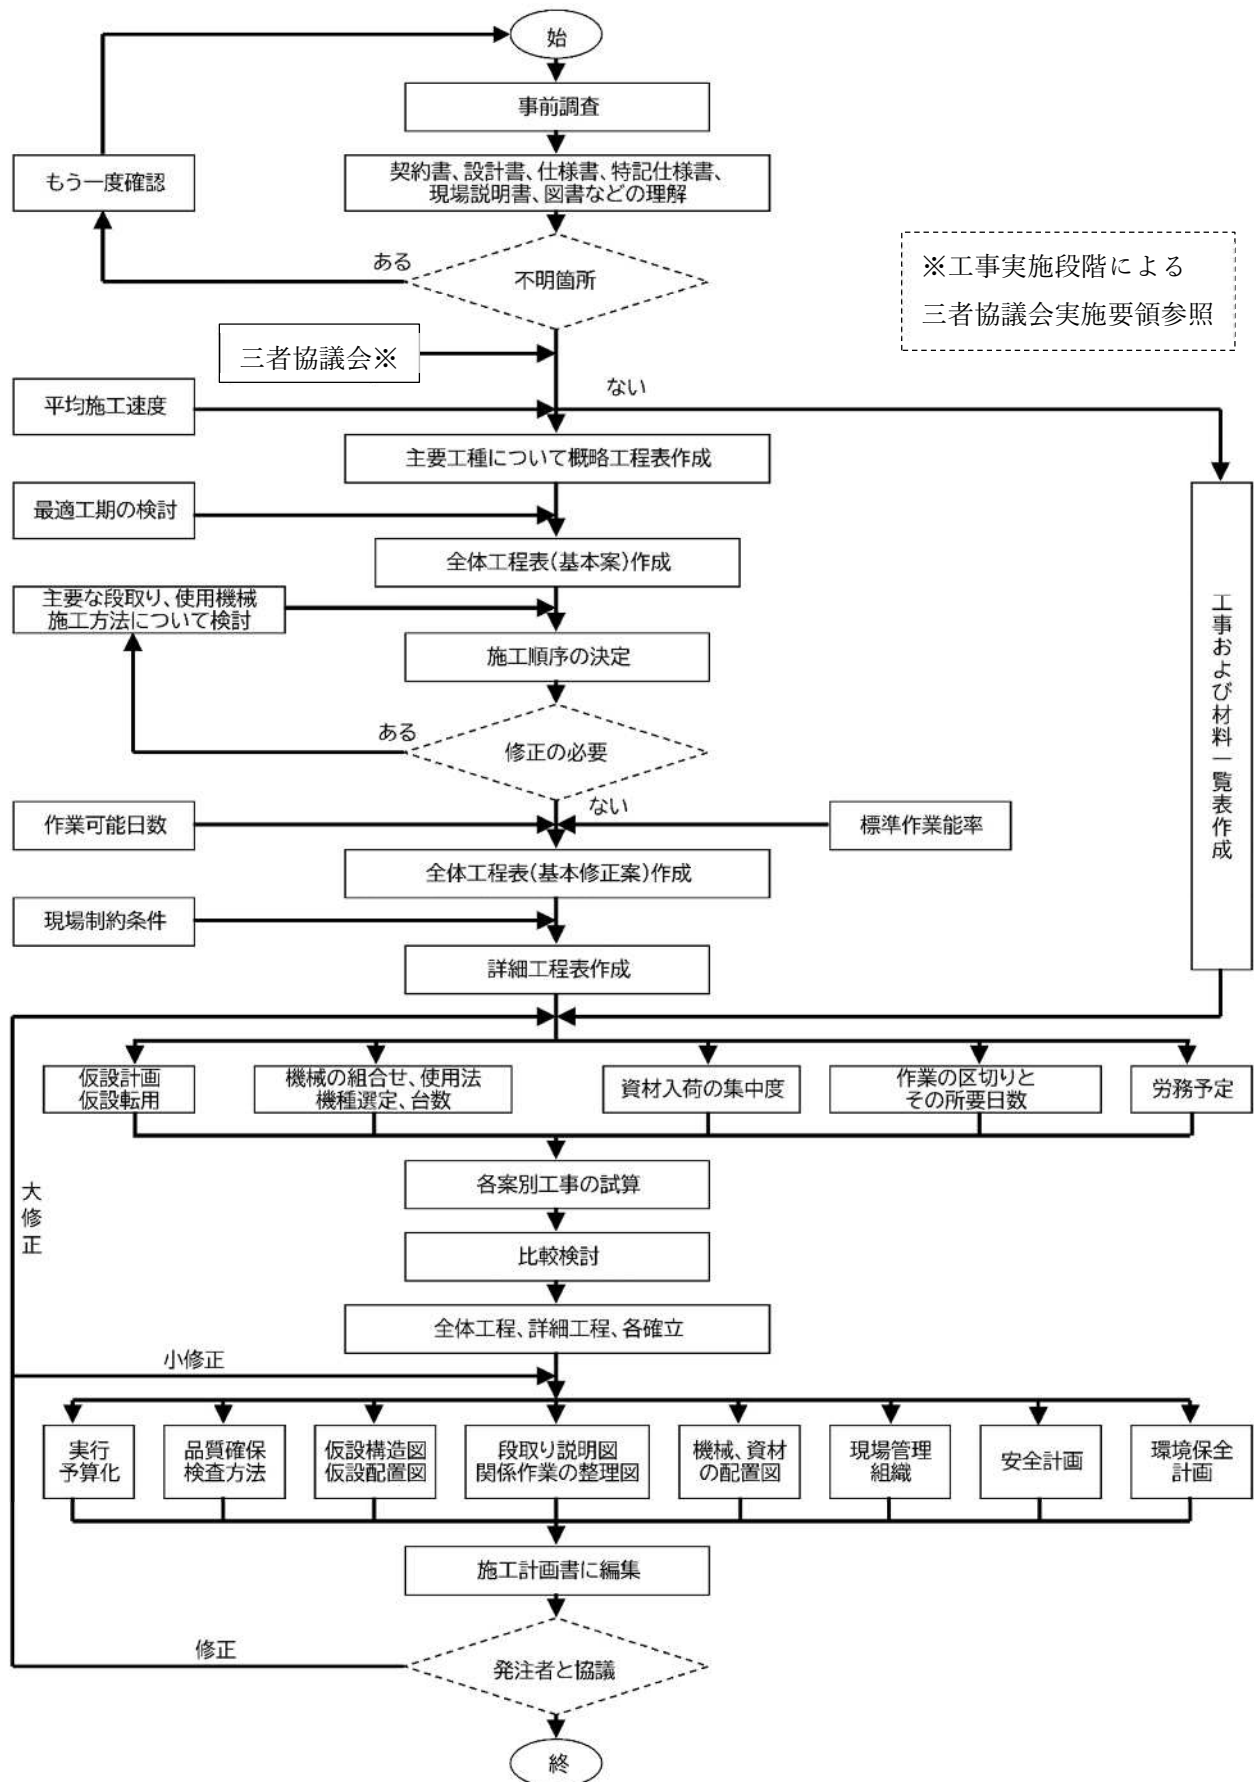 始
事前調査
もう一度確認
契約書、設計書、仕様書、特記仕様書、
現場説明書、図書などの理解
ある
不明箇所
※工事実施段階による
三者協議会実施要領参照
三者協議会※
ない
平均施工速度
主要工種について概略工程表作成
最適工期の検討
全体工程表(基本案)作成
主要な段取り、使用機械
施工方法について検討
工事および材料一覧表作成
施工順序の決定
ある
修正の必要
ない
作業可能日数
標準作業能率
全体工程表(基本修正案)作成
現場制約条件
詳細工程表作成
仮設計画
仮設転用
機械の組合せ、使用法
機種選定、台数
資材入荷の集中度
作業の区切りと
その所要日数
労務予定
各案別工事の試算
大修正
比較検討
全体工程、詳細工程、各確立
小修正
実行
予算化
品質確保
検査方法
仮設構造図
仮設配置図
段取り説明図
関係作業の整理図
機械、資材
の配置図
現場管理
組織
安全計画
環境保全
計画
施工計画書に編集
修正
発注者と協議
終